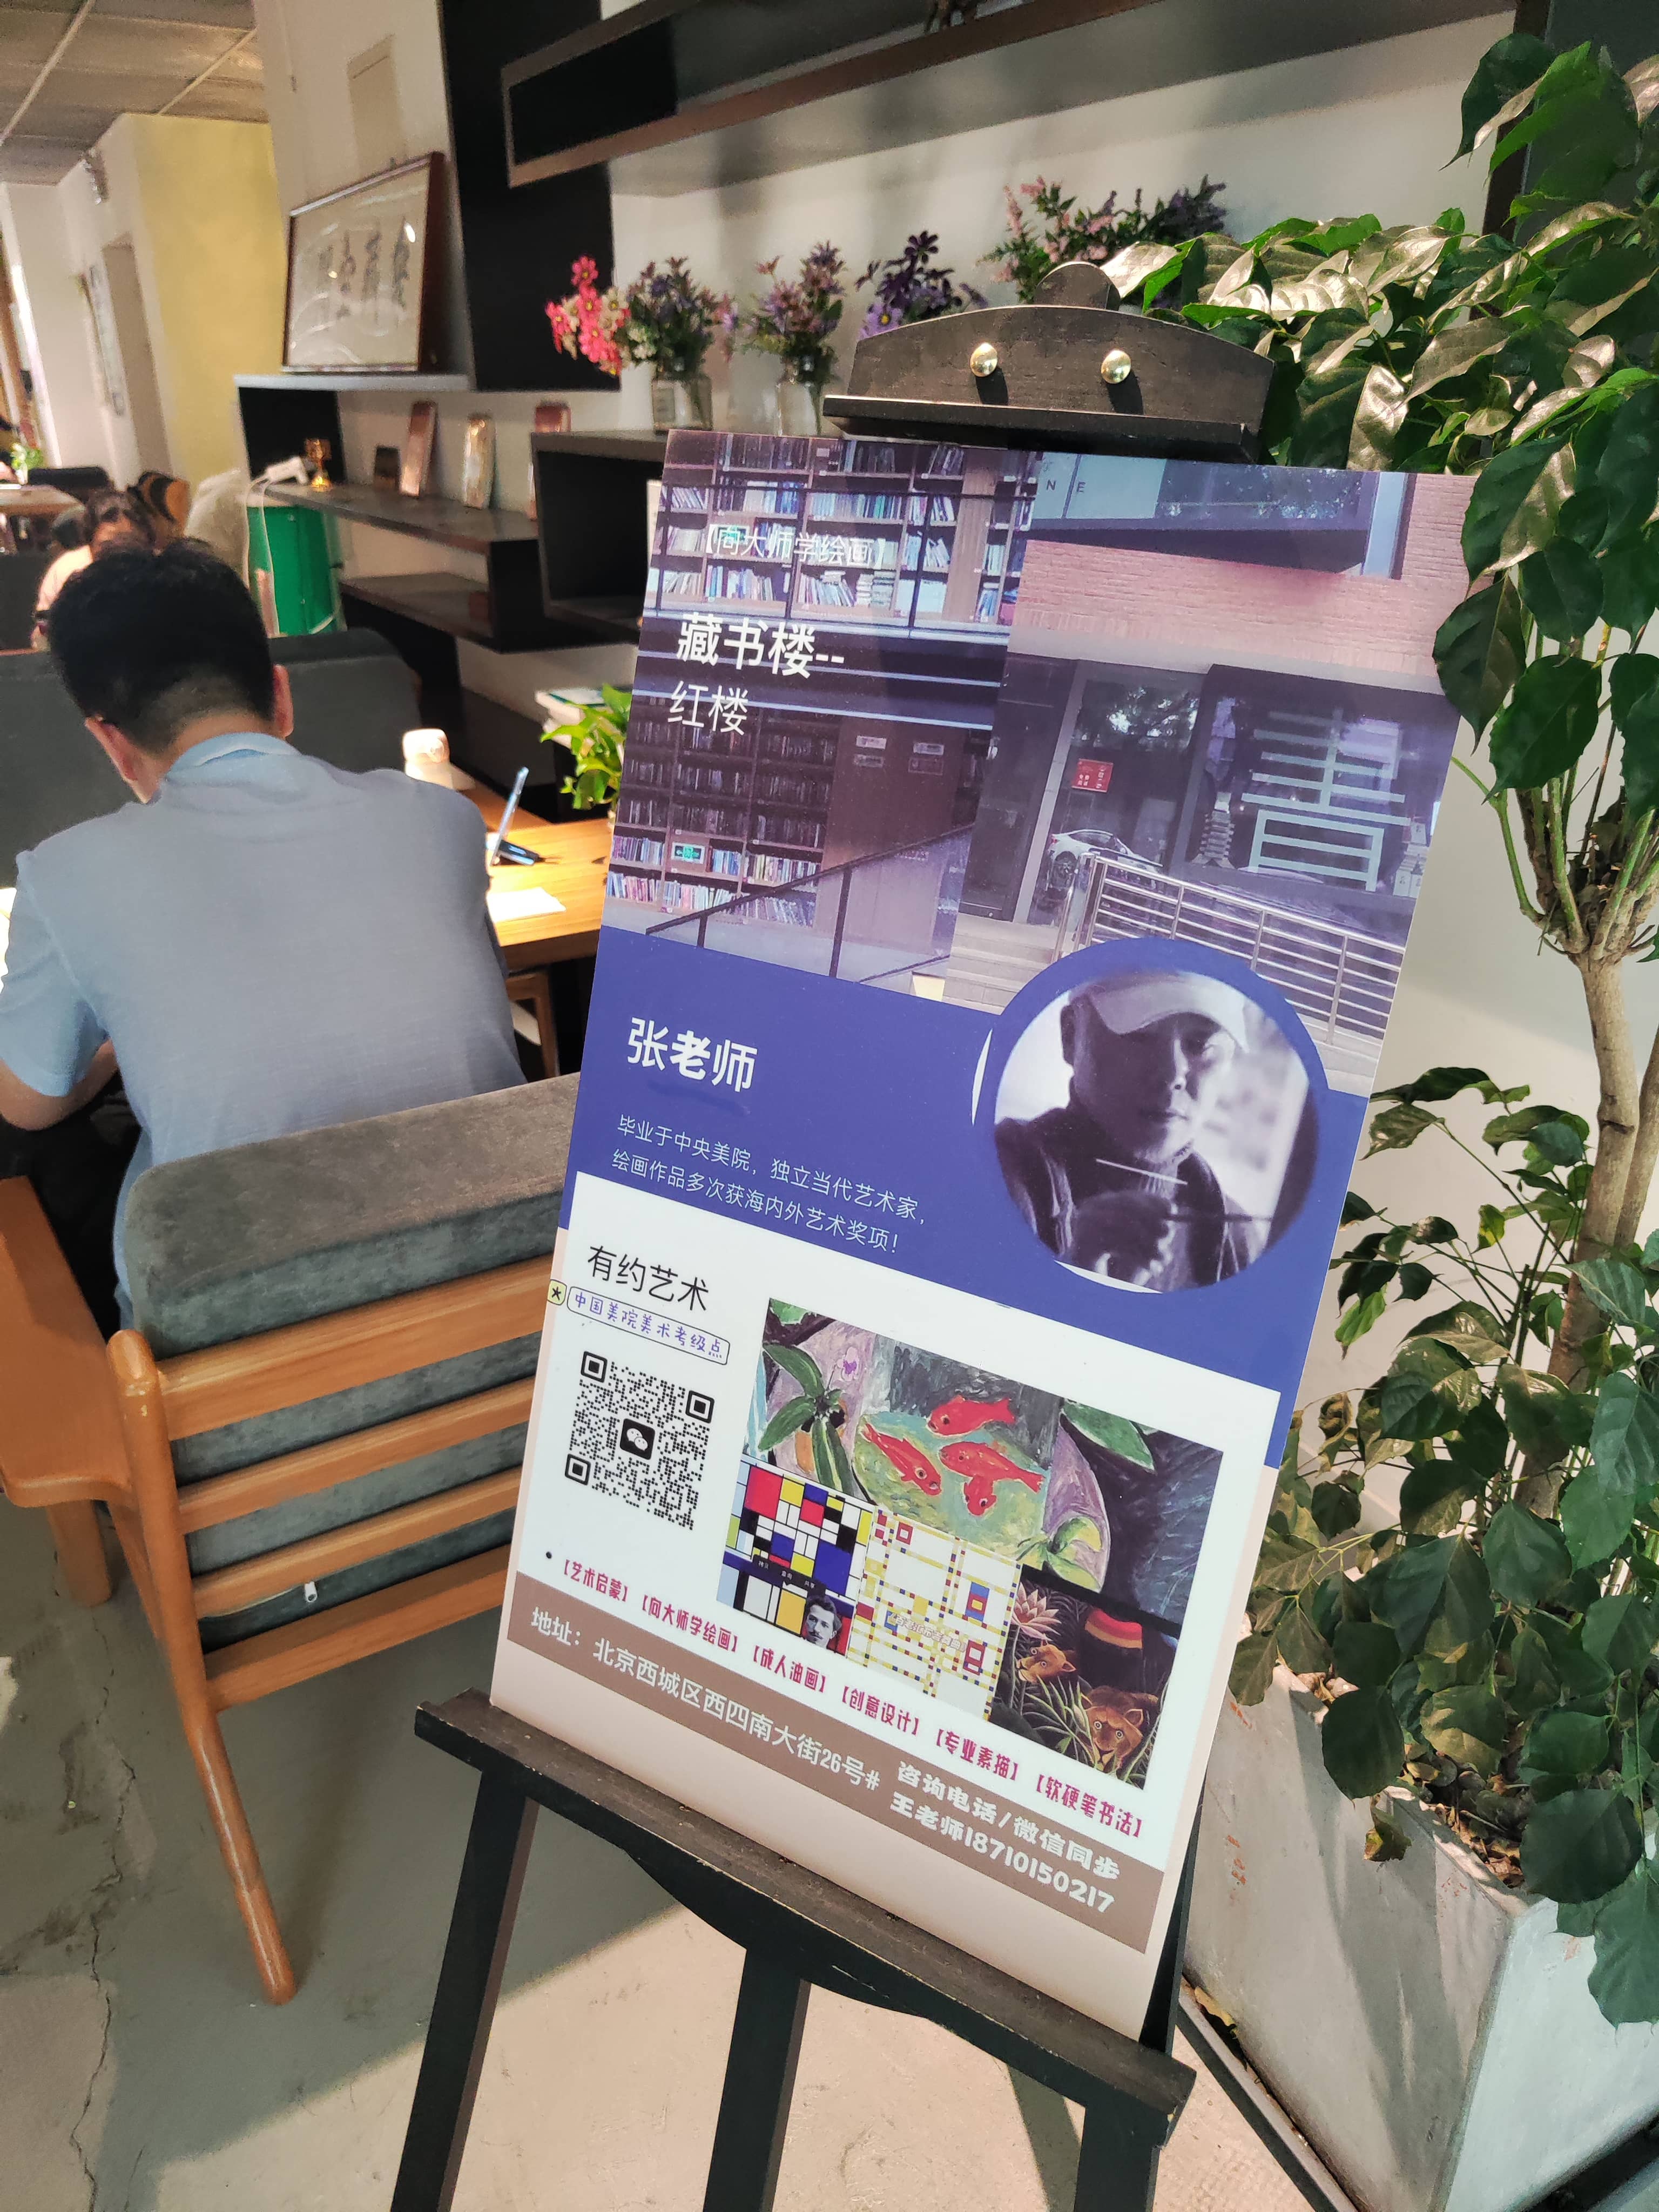 N E
【向大师学绘画】
藏书楼--
红楼
書
张老师
毕业于中央美院，独立当代艺术家，
绘画作品多次获海内外艺术奖项！
有约艺术
中国美院美术考级点
• 【艺术启蒙】【向大师学绘画】【成人油画】【创意设计】【专业素描】【软硬笔书法】
地址：北京西城区西四南大街26号#
咨询电话/微信同步
王老师18710150217